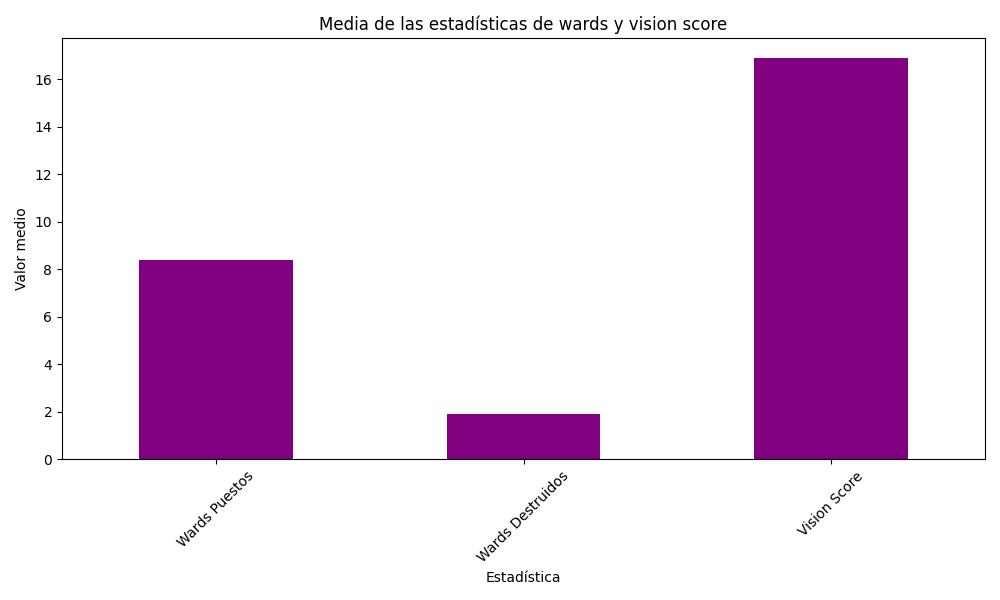 Media de las estadísticas de wards y vision score
Valor medio
16
14
12
10
8
6
4
2
0
Wards Puestos
Wards Destruidos
Vision Score
Estadística